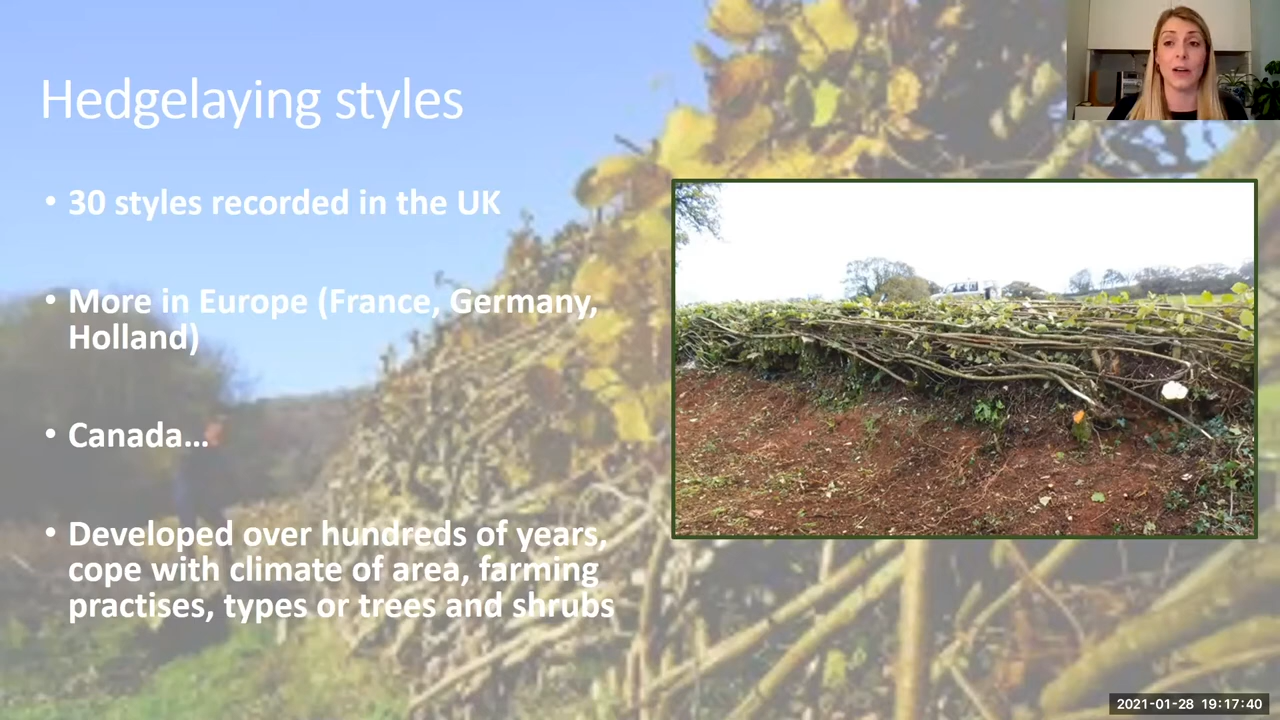 Hedgelaying styles
• 30 styles recorded in the UK
• More in Europe (France, Germany,
Holland)
• Canada…
• Developed over hundreds of years,
cope with climate of area, farming
practises, types or trees and shrubs
2021-01-28 19:17:40